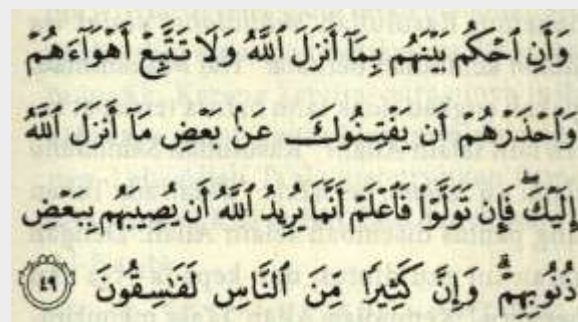 وَأَنِ ٱحْكُم بَيْنَهُم بِمَآ أَنزَلَ ٱللَّهُ وَلَا تَتَّبِعْ أَهْوَآءَهُمْ
وَٱحْذَرْهُمْ أَن يَفْتِنُوكَ عَنۢ بَعْضِ مَآ أَنزَلَ ٱللَّهُ
إِلَيْكَ ۖ فَإِن تَوَلَّوْا۟ فَٱعْلَمْ أَنَّمَا يُرِيدُ ٱللَّهُ أَن يُصِيبَهُم بِبَعْضِ
ذُنُوبِهِمْ ۗ وَإِنَّ كَثِيرًا مِّنَ ٱلنَّاسِ لَفَـٰسِقُونَ ٤٩